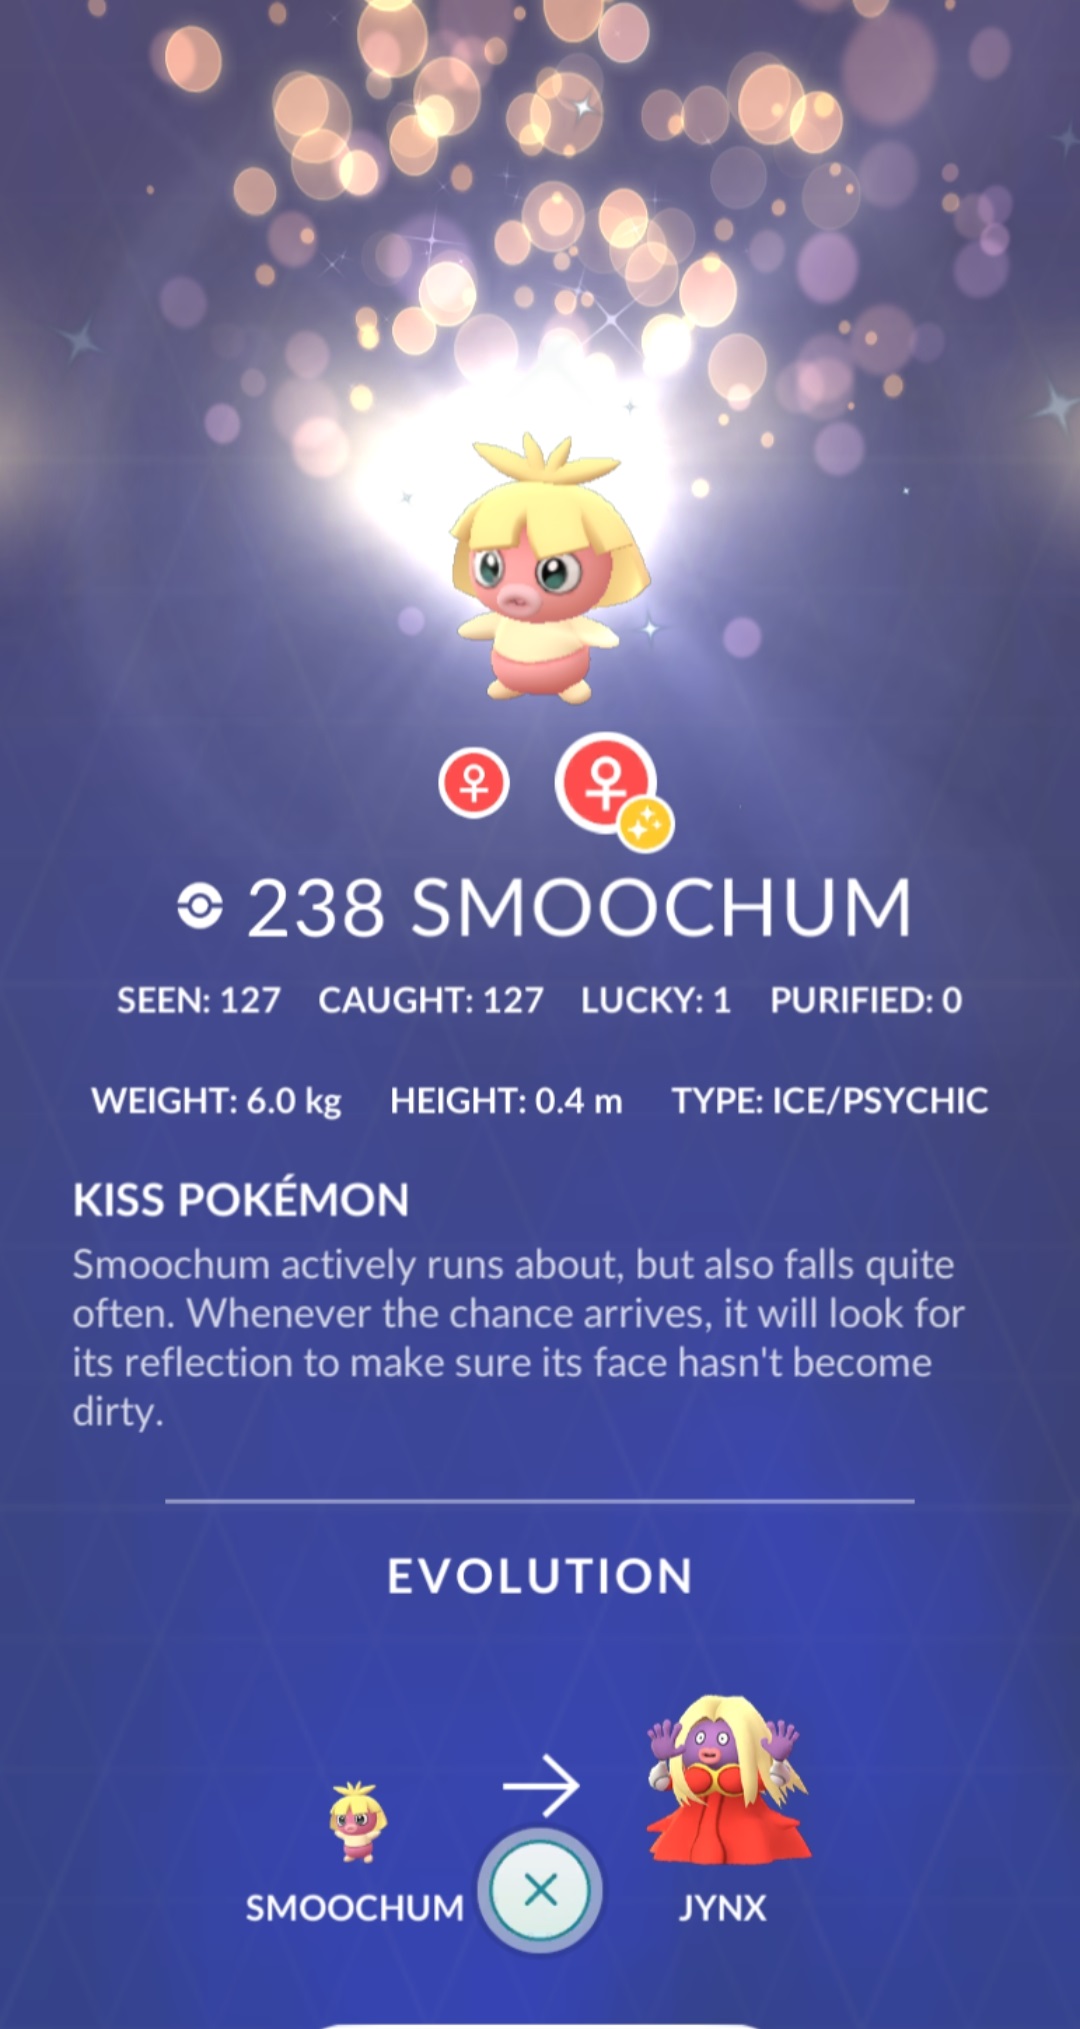 238 SMOOCHUM
SEEN: 127 CAUGHT: 127 LUCKY: 1 PURIFIED: 0
WEIGHT: 6.0 kg HEIGHT: 0.4 m TYPE: ICE/PSYCHIC
KISS POKÉMON
Smoochum actively runs about, but also falls quite
often. Whenever the chance arrives, it will look for
its reflection to make sure its face hasn't become
dirty.
EVOLUTION
SMOOCHUM JYNX